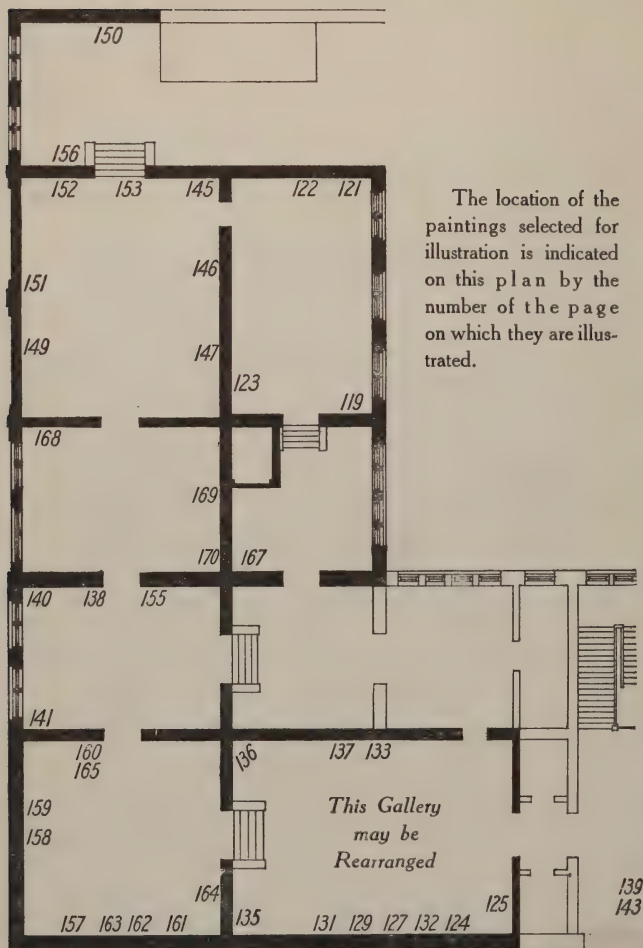 150
156
152 153 145 122 121
The location of the
paintings selected for
illustration is indicated
on this plan by the
number of the page
on which they are illus-
trated.
146
151
149 147
123 119
168
169
170 167
140 138 155
141
160 136 137 133
165
159
158
This Gallery
may be
Rearranged
164
125
139
143
157 163 162 161 135 131 129 127 132 124